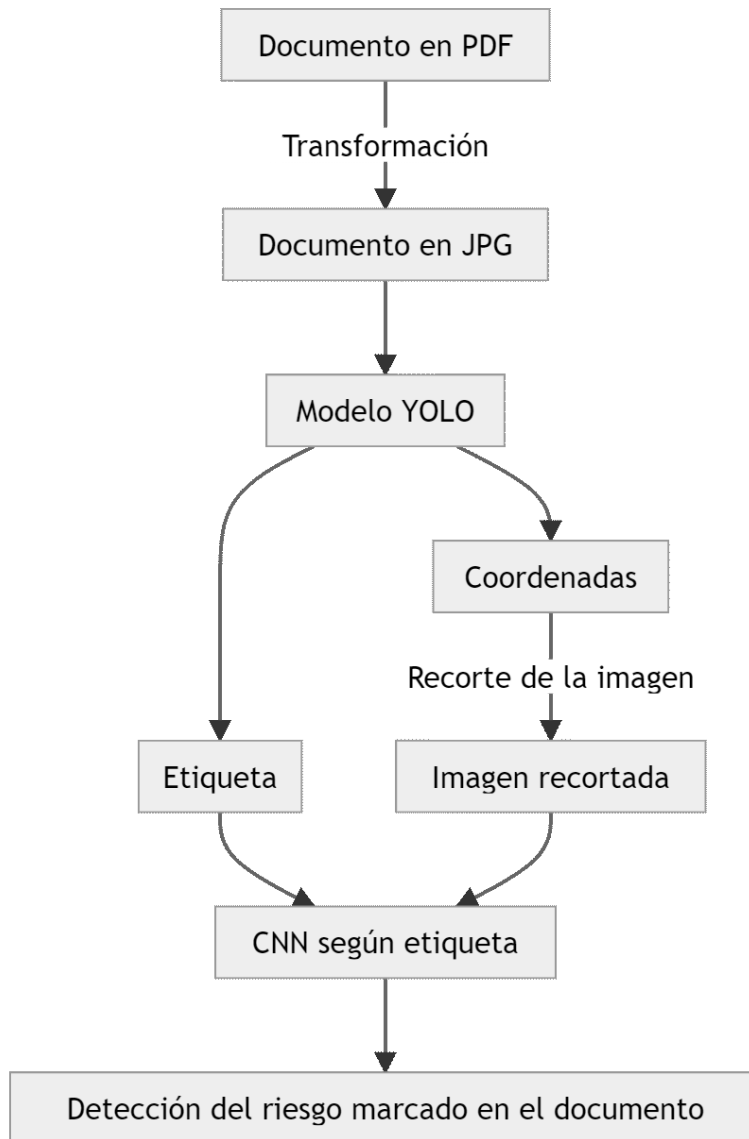 Documento en PDF
Transformación
Documento en JPG
Modelo YOLO
Coordenadas
Recorte de la imagen
Etiqueta
Imagen recortada
CNN según etiqueta
Detección del riesgo marcado en el documento